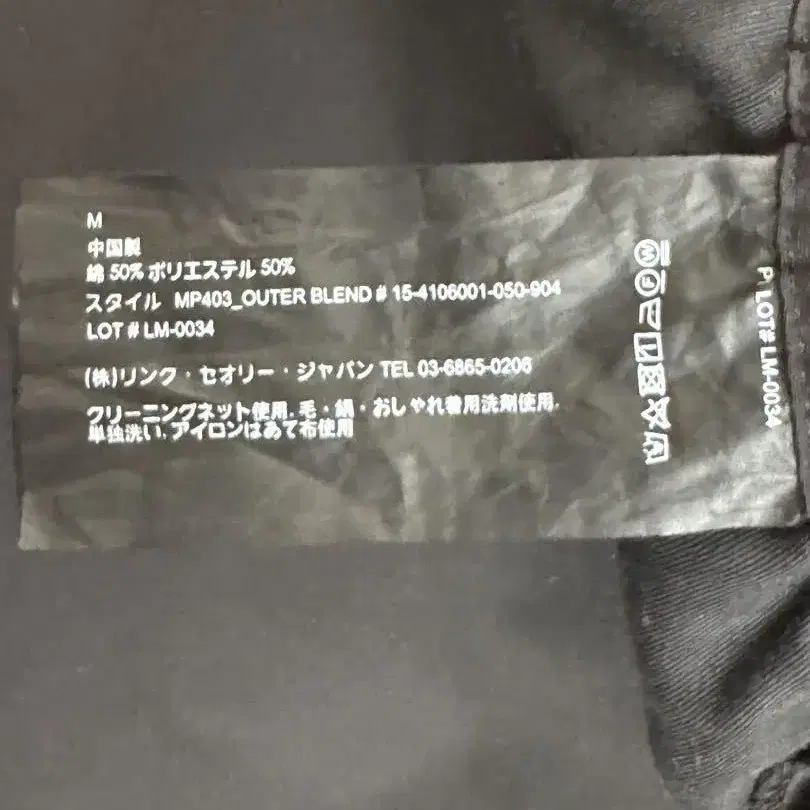 M
中国製
綿 50% ポリエステル 50%
スタイル MP403_OUTER BLEND # 15-4106001-050-904
LOT # LM-0034
(株)リンク・セオリー・ジャパン TEL 03-6865-0206
クリーニングネット使用. 毛・絹・おしゃれ着用洗剤使用.
単独洗い. アイロンはあて布使用
W
F
P\ LOT# LM-0034